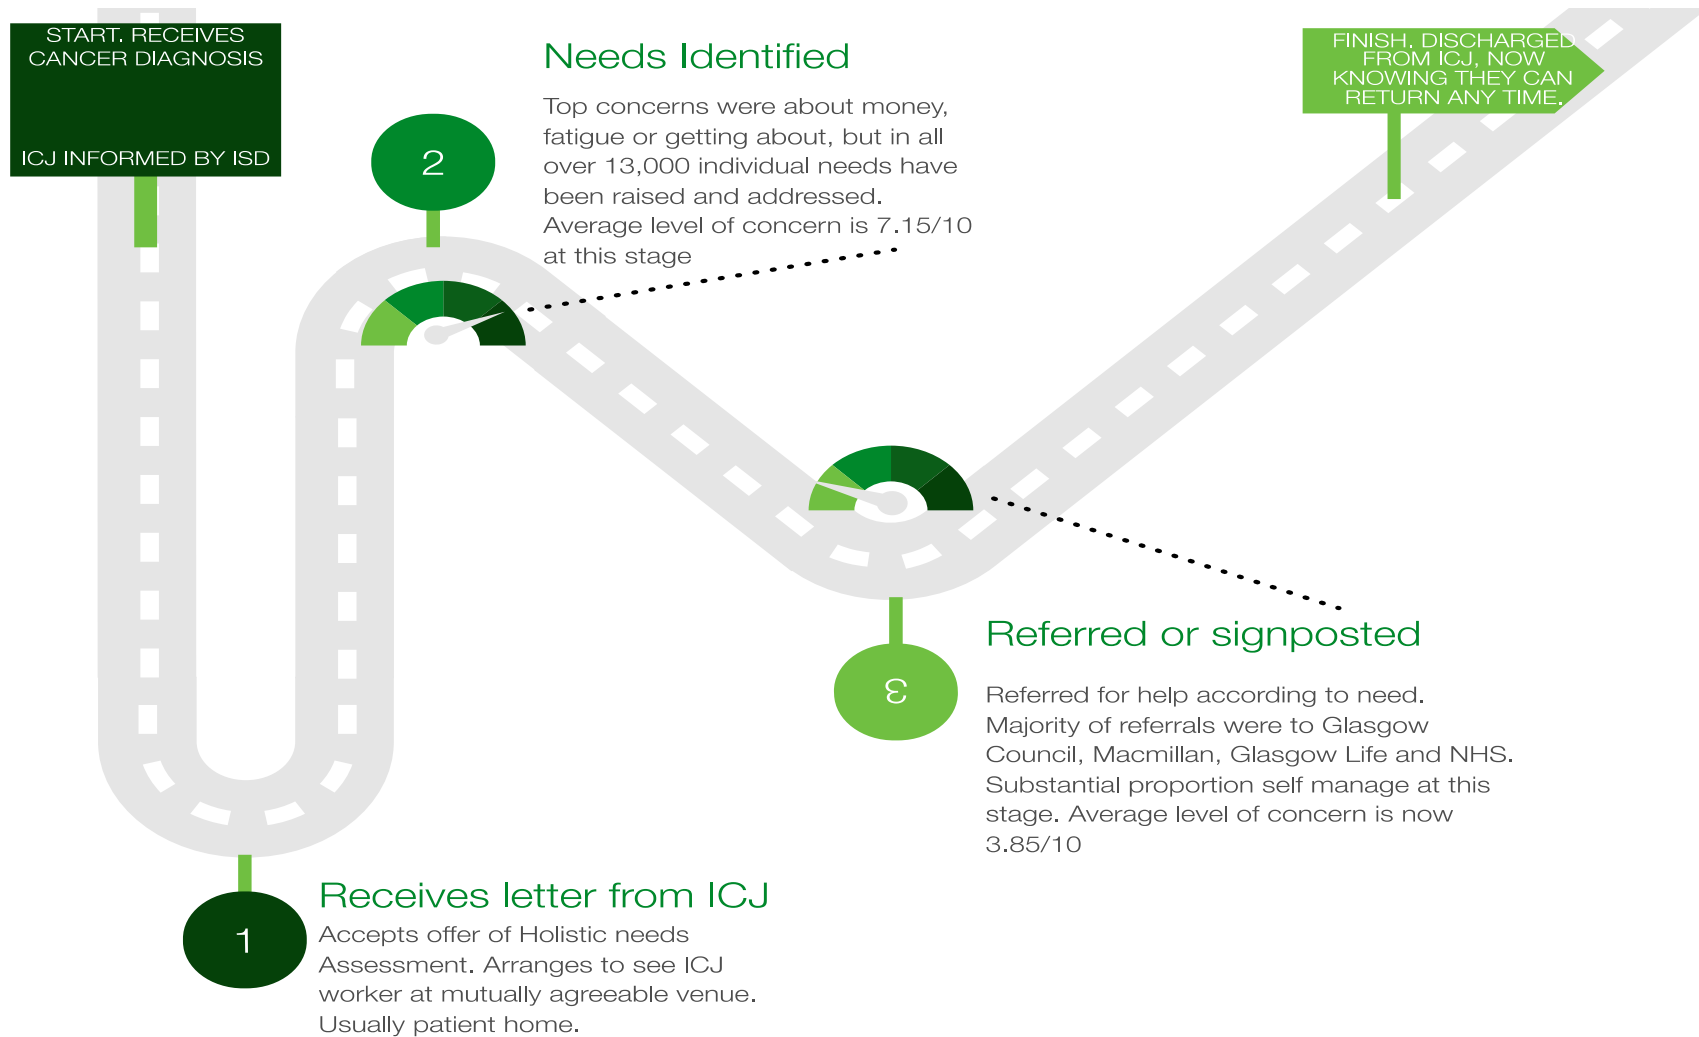 START. RECEIVES
CANCER DIAGNOSIS
ICJ INFORMED BY ISD
1
Receives letter from ICJ
Accepts offer of Holistic needs
Assessment. Arranges to see ICJ
worker at mutually agreeable venue.
Usually patient home.
2
Needs Identified
Top concerns were about money,
fatigue or getting about, but in all
over 13,000 individual needs have
been raised and addressed.
Average level of concern is 7.15/10
at this stage
3
Referred or signposted
Referred for help according to need.
Majority of referrals were to Glasgow
Council, Macmillan, Glasgow Life and NHS.
Substantial proportion self manage at this
stage. Average level of concern is now
3.85/10
FINISH. DISCHARGED
FROM ICJ, NOW
KNOWING THEY CAN
RETURN ANY TIME.